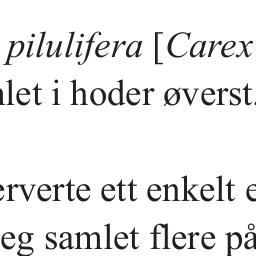 pilulifera [Carex
let i hoder øverst.
erverte ett enkelt e
eg samlet flere på